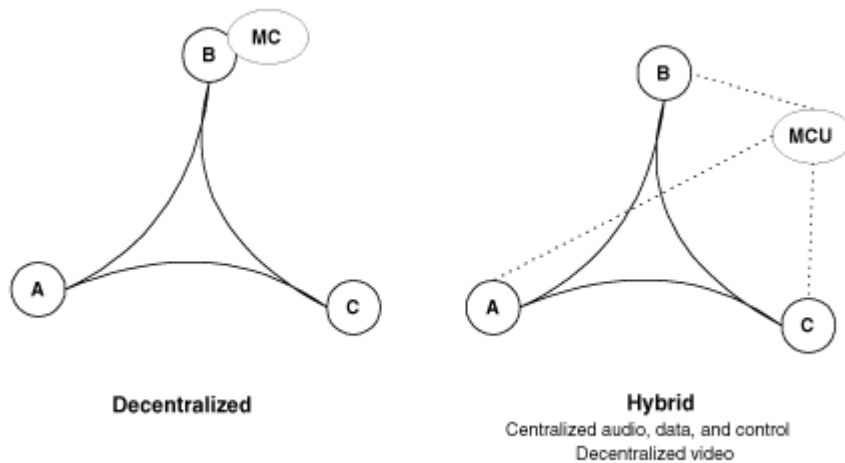 MC
B
A
C
Decentralized
B
MCU
A
C
Hybrid
Centralized audio, data, and control
Decentralized video